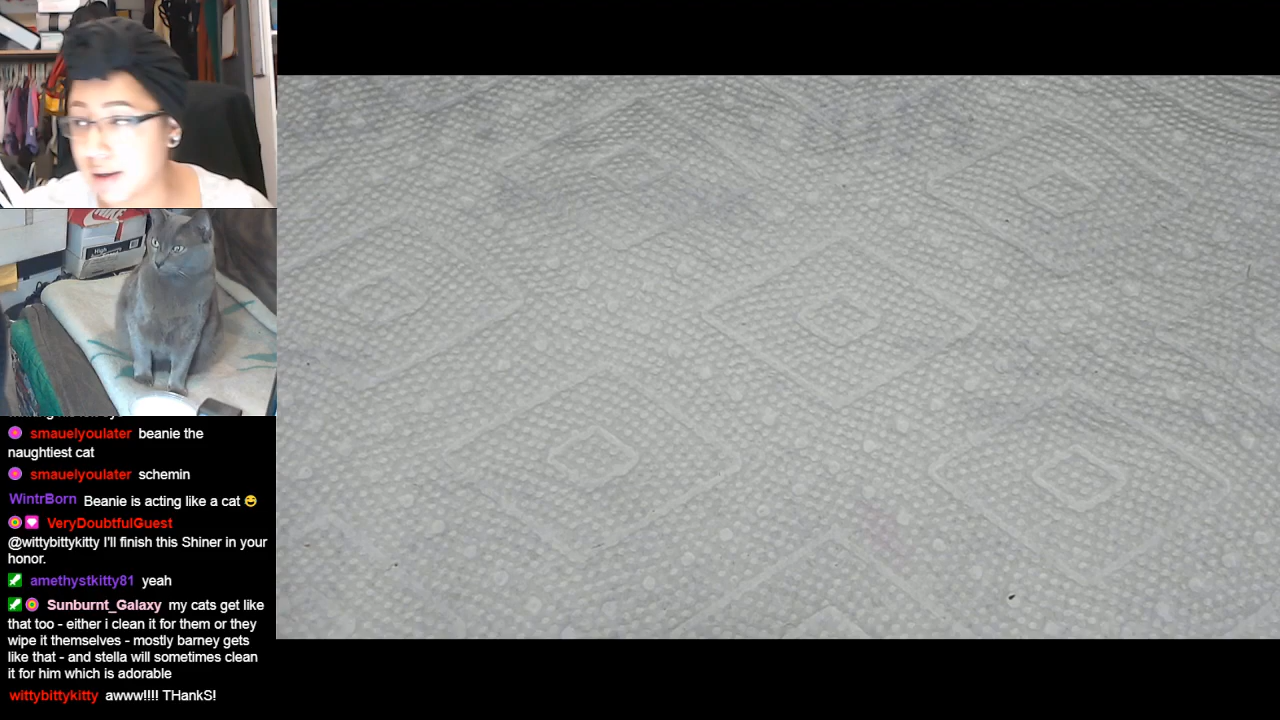 NIKE
High
smauelyoulater beanie the
naughtiest cat
smauelyoulater schemin
WintrBorn Beanie is acting like a cat 😂
VeryDoubtfulGuest
@wittybittykitty I'll finish this Shiner in your
honor.
amethystkitty81 yeah
Sunburnt_Galaxy my cats get like
that too - either i clean it for them or they
wipe it themselves - mostly barney gets
like that - and stella will sometimes clean
it for him which is adorable
wittybittykitty awww!!!! THankS!